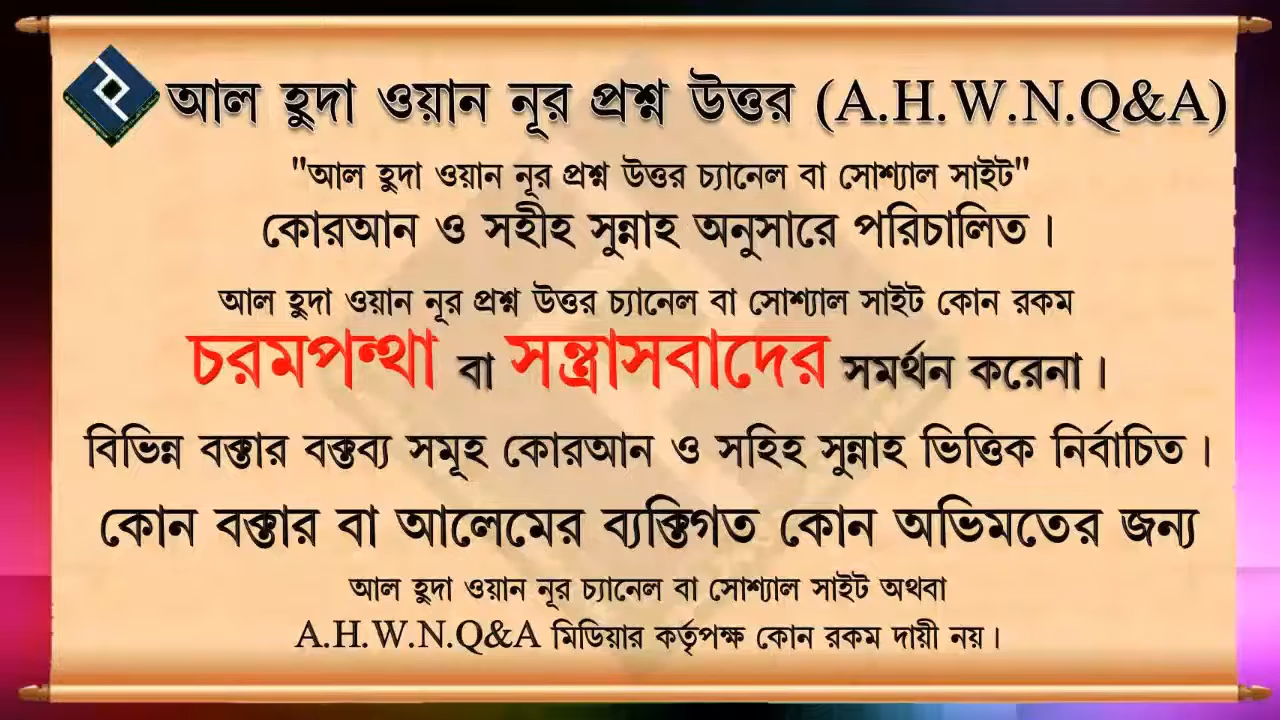 আল হুদা ওয়ান নূর প্রশ্ন উত্তর (A.H.W.N.Q&A)
"আল হুদা ওয়ান নূর প্রশ্ন উত্তর চ্যানেল বা সোশ্যাল সাইট"
কোরআন ও সহীহ সুন্নাহ অনুসারে পরিচালিত।
আল হুদা ওয়ান নূর প্রশ্ন উত্তর চ্যানেল বা সোশ্যাল সাইট কোন রকম
চরমপন্থা বা সন্ত্রাসবাদের সমর্থন করেনা।
বিভিন্ন বক্তার বক্তব্য সমূহ কোরআন ও সহিহ সুন্নাহ ভিত্তিক নির্বাচিত।
কোন বক্তার বা আলেমের ব্যক্তিগত কোন অভিমতের জন্য
আল হুদা ওয়ান নূর চ্যানেল বা সোশ্যাল সাইট অথবা
A.H.W.N.Q&A মিডিয়ার কর্তৃপক্ষ কোন রকম দায়ী নয়।